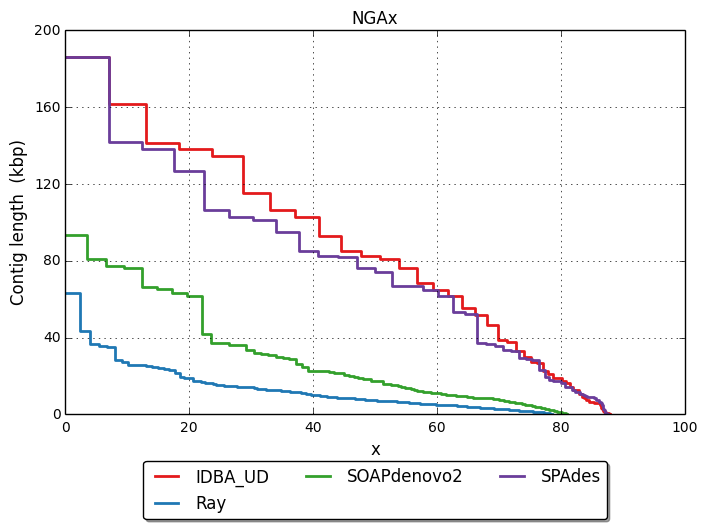 NGAx
200
160
120
80
40
0
Contig length (kbp)
0 20 40 60 80 100
x
IDBA_UD SOAPdenovo2 SPAdes
Ray